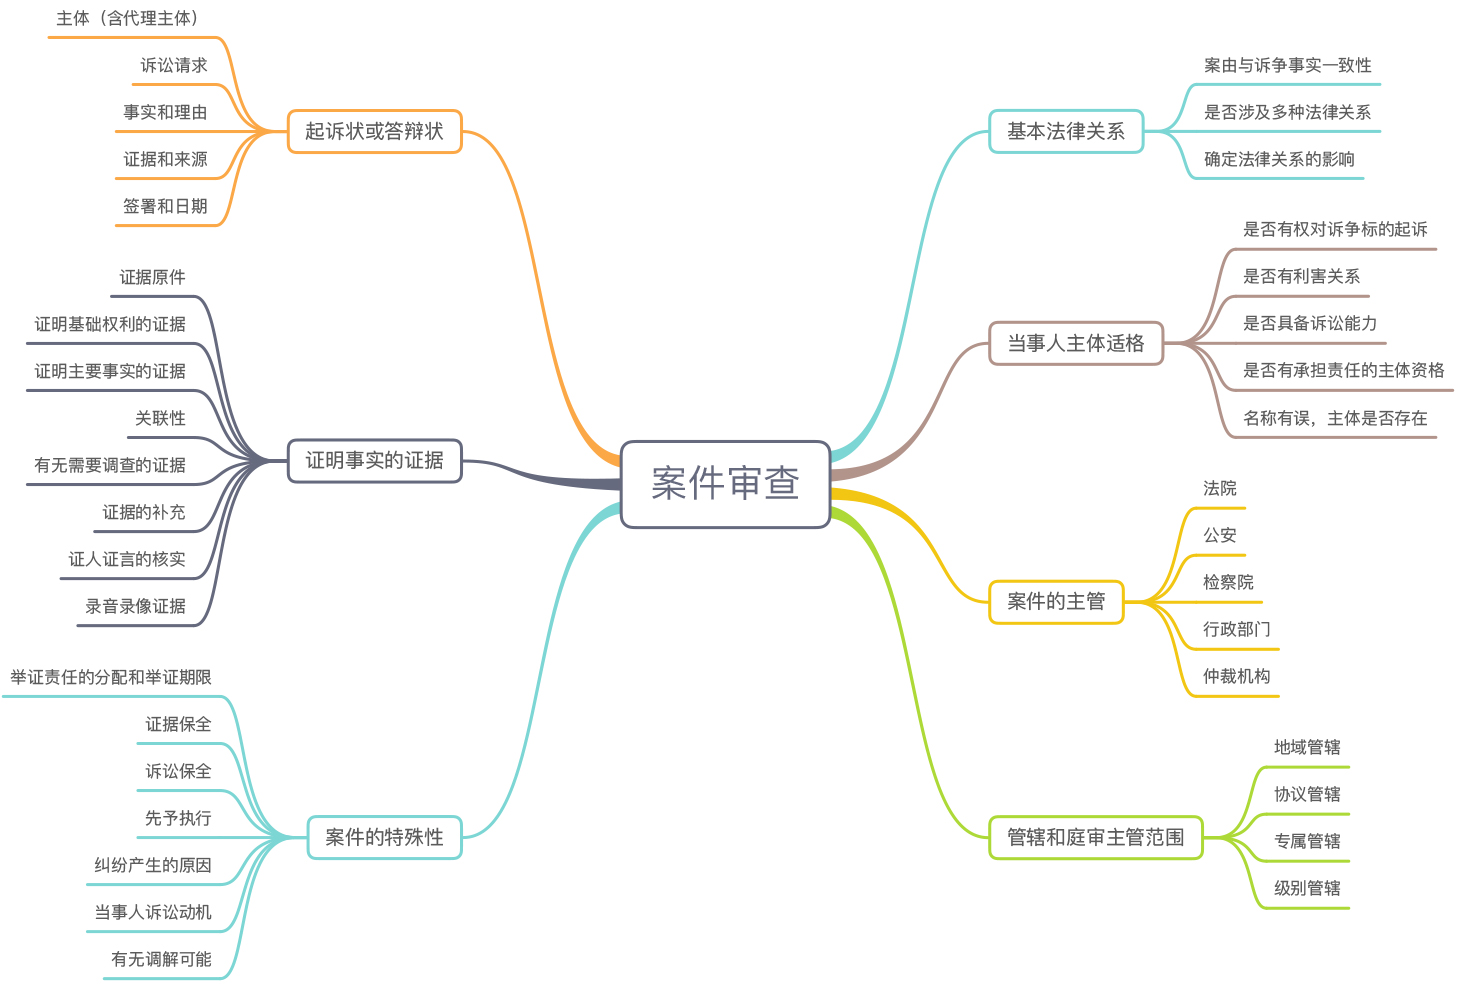 案件审查
起诉状或答辩状
主体（含代理主体）
诉讼请求
事实和理由
证据和来源
签署和日期
证明事实的证据
证据原件
证明基础权利的证据
证明主要事实的证据
关联性
有无需要调查的证据
证据的补充
证人证言的核实
录音录像证据
案件的特殊性
举证责任的分配和举证期限
证据保全
诉讼保全
先予执行
纠纷产生的原因
当事人诉讼动机
有无调解可能
基本法律关系
案由与诉争事实一致性
是否涉及多种法律关系
确定法律关系的影响
当事人主体适格
是否有权对诉争标的起诉
是否有利害关系
是否具备诉讼能力
是否有承担责任的主体资格
名称有误，主体是否存在
案件的主管
法院
公安
检察院
行政部门
仲裁机构
管辖和庭审主管范围
地域管辖
协议管辖
专属管辖
级别管辖